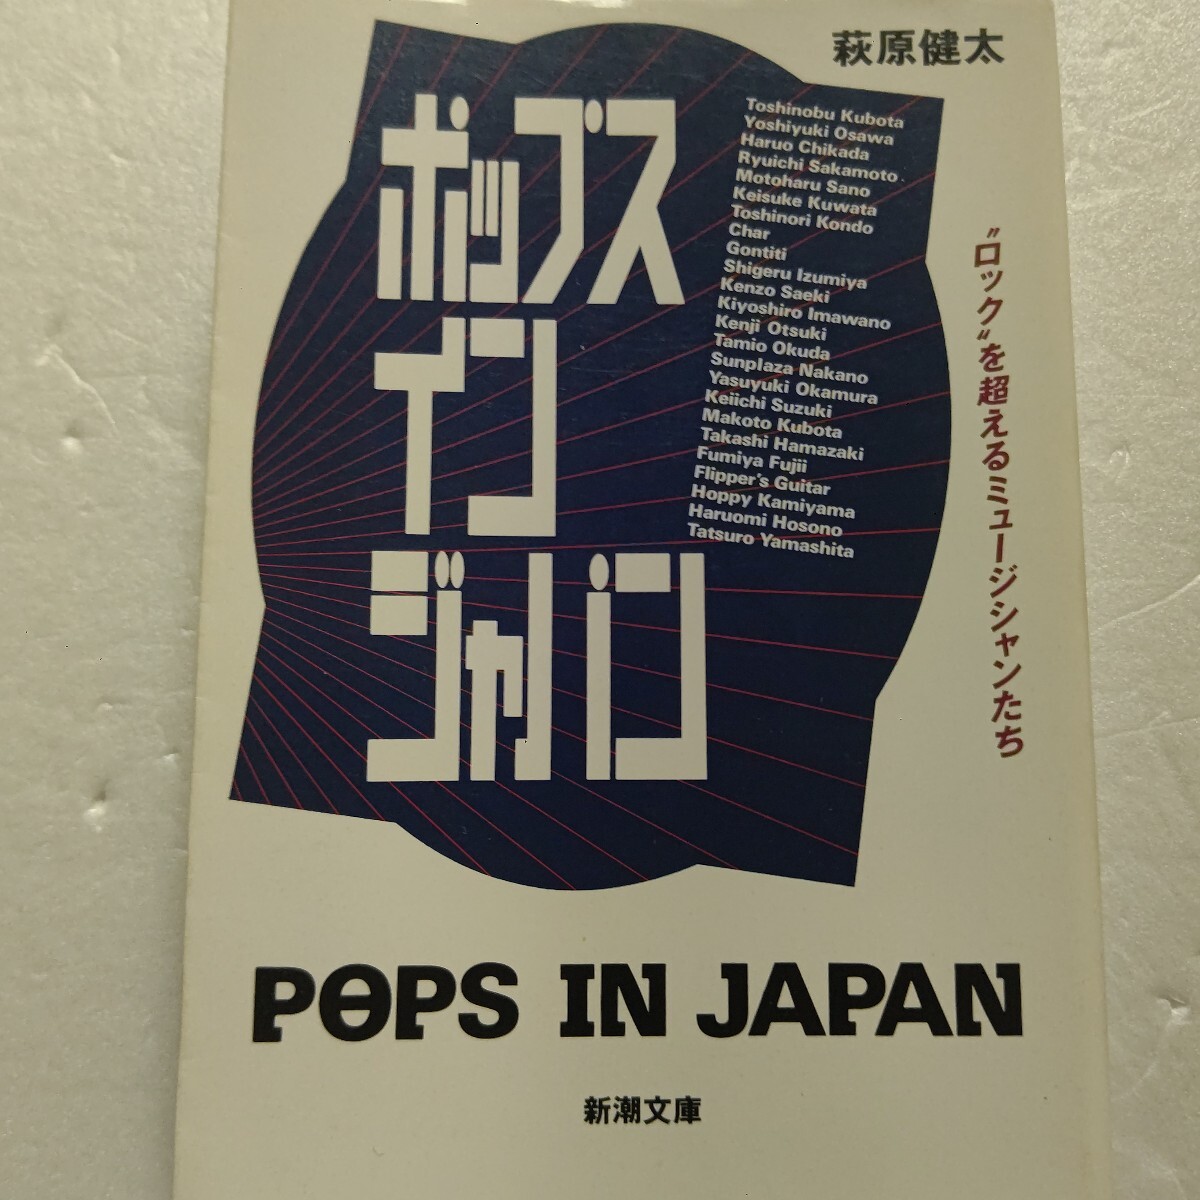 萩原健太
ポップス
イン
ジャパン
Toshinobu Kubota
Yoshiyuki Osawa
Haruo Chikada
Ryuichi Sakamoto
Motoharu Sano
Keisuke Kuwata
Toshinori Kondo
Char
Gontiti
Shigeru Izumiya
Kenzo Saeki
Kiyoshiro Imawano
Kenji Otsuki
Tamio Okuda
Sunplaza Nakano
Yasuyuki Okamura
Keiichi Suzuki
Makoto Kubota
Takashi Hamazaki
Fumiya Fujii
Flipper's Guitar
Hoppy Kamiyama
Haruomi Hosono
Tatsuro Yamashita
〝ロック〟を超えるミュージシャンたち
POPS IN JAPAN
新潮文庫